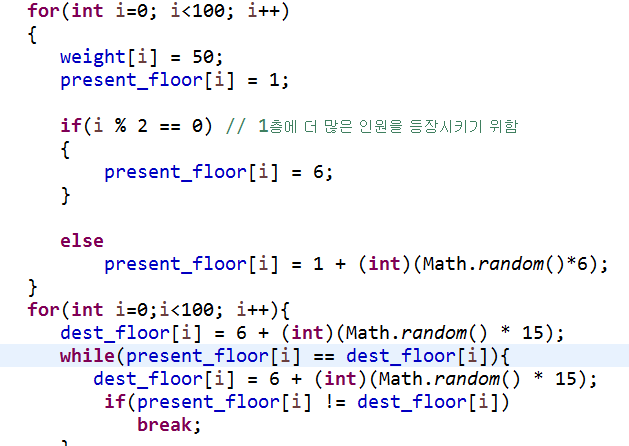 for(int i=0; i<100; i++)
{
weight[i] = 50;
present_floor[i] = 1;
if(i % 2 == 0) // 1층에 더 많은 인원을 등장시키기 위함
{
present_floor[i] = 6;
}
else
present_floor[i] = 1 + (int)(Math.random()*6);
}
for(int i=0;i<100; i++){
dest_floor[i] = 6 + (int)(Math.random() * 15);
while(present_floor[i] == dest_floor[i]){
dest_floor[i] = 6 + (int)(Math.random() * 15);
if(present_floor[i] != dest_floor[i])
break;